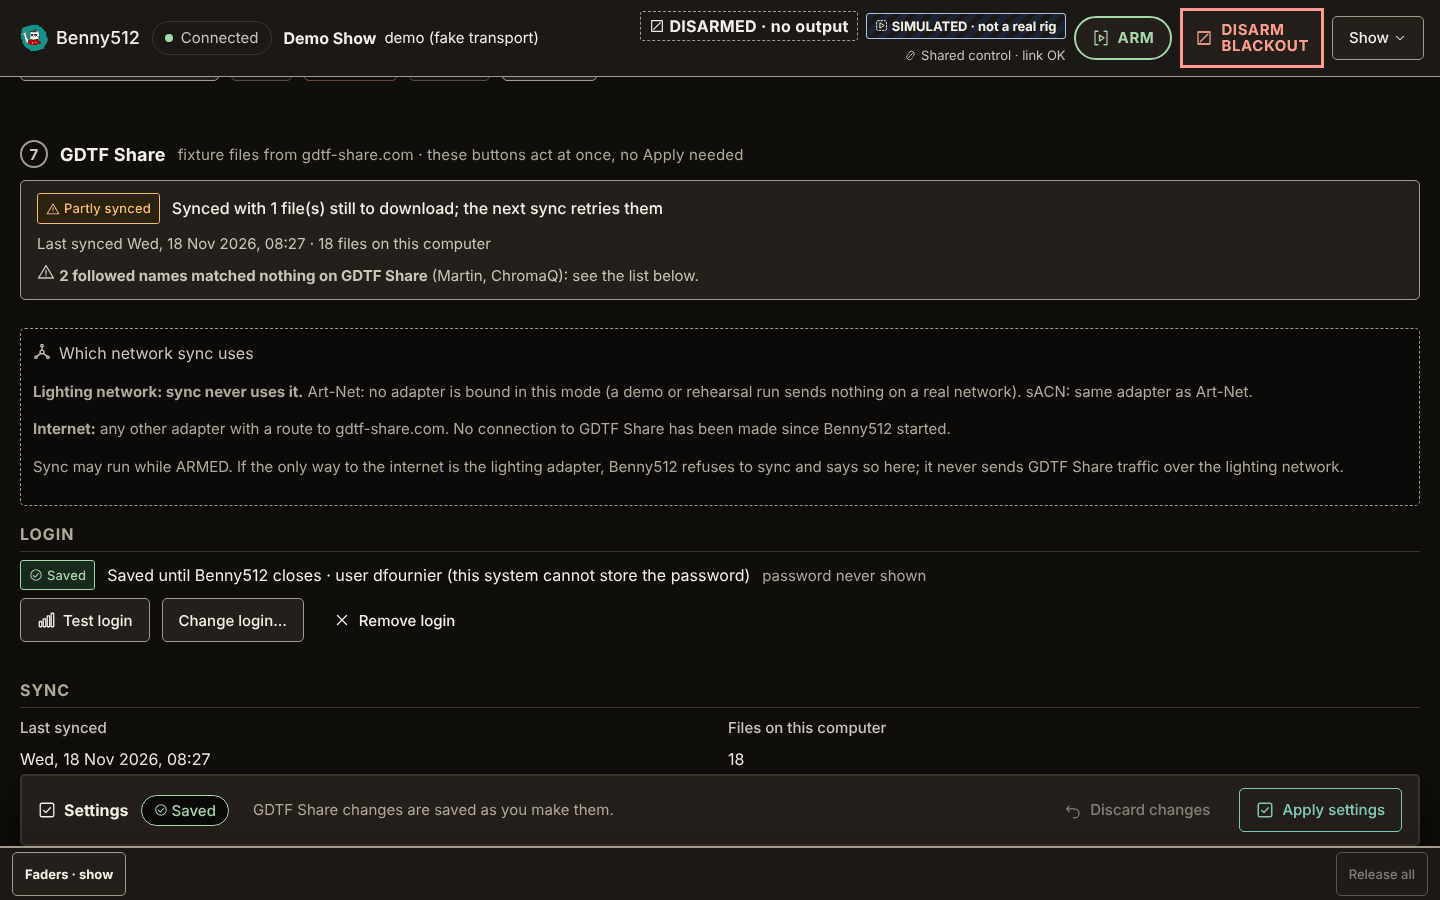 Benny512
Connected
Demo Show demo (fake transport)
DISARMED · no output
SIMULATED · not a real rig
Shared control · link OK
ARM
DISARM
BLACKOUT
Show
7 GDTF Share fixture files from gdtf-share.com · these buttons act at once, no Apply needed
Partly synced Synced with 1 file(s) still to download; the next sync retries them
Last synced Wed, 18 Nov 2026, 08:27 · 18 files on this computer
2 followed names matched nothing on GDTF Share (Martin, ChromaQ): see the list below.
Which network sync uses
Lighting network: sync never uses it. Art-Net: no adapter is bound in this mode (a demo or rehearsal run sends nothing on a real network). sACN: same adapter as Art-Net.
Internet: any other adapter with a route to gdtf-share.com. No connection to GDTF Share has been made since Benny512 started.
Sync may run while ARMED. If the only way to the internet is the lighting adapter, Benny512 refuses to sync and says so here; it never sends GDTF Share traffic over the lighting network.
LOGIN
Saved Saved until Benny512 closes · user dfournier (this system cannot store the password) password never shown
Test login Change login... Remove login
SYNC
Last synced Files on this computer
Wed, 18 Nov 2026, 08:27 18
Settings Saved GDTF Share changes are saved as you make them. Discard changes Apply settings
Faders · show Release all